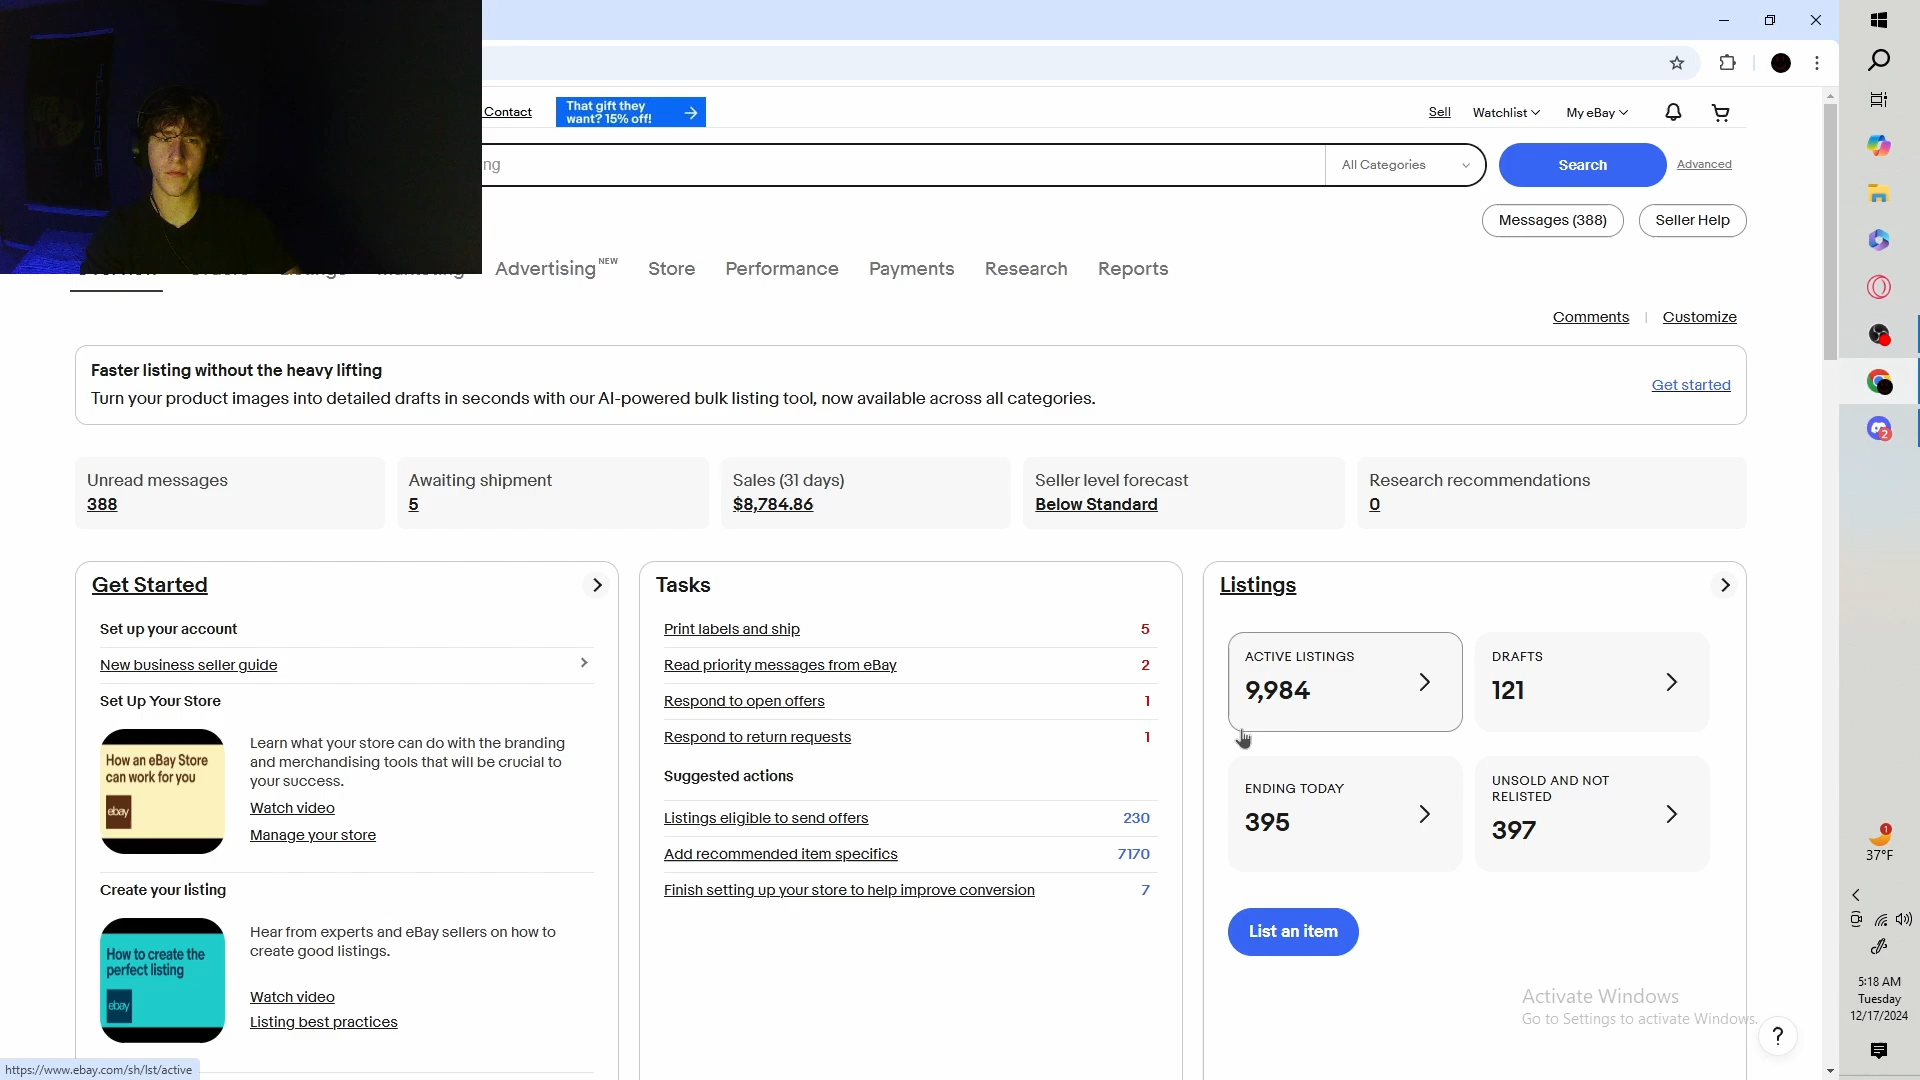 Contact
That gift they
want? 15% off!
Sell
Watchlist
My eBay
ng
All Categories
Search
Advanced
Messages (388)
Seller Help
Advertising NEW
Store
Performance
Payments
Research
Reports
Comments
Customize
Faster listing without the heavy lifting
Turn your product images into detailed drafts in seconds with our AI-powered bulk listing tool, now available across all categories.
Get started
Unread messages
388
Awaiting shipment
5
Sales (31 days)
$8,784.86
Seller level forecast
Below Standard
Research recommendations
0
Get Started
Set up your account
New business seller guide
Set Up Your Store
How an eBay Store
can work for you
ebay
Learn what your store can do with the branding
and merchandising tools that will be crucial to
your success.
Watch video
Manage your store
Create your listing
How to create the
perfect listing
ebay
Hear from experts and eBay sellers on how to
create good listings.
Watch video
Listing best practices
Tasks
Print labels and ship 5
Read priority messages from eBay 2
Respond to open offers 1
Respond to return requests 1
Suggested actions
Listings eligible to send offers 230
Add recommended item specifics 7170
Finish setting up your store to help improve conversion 7
Listings
ACTIVE LISTINGS
9,984
DRAFTS
121
ENDING TODAY
395
UNSOLD AND NOT
RELISTED
397
List an item
Activate Windows
Go to Settings to activate Windows.
?
https://www.ebay.com/sh/lst/active
2
1
37°F
5:18 AM
Tuesday
12/17/2024